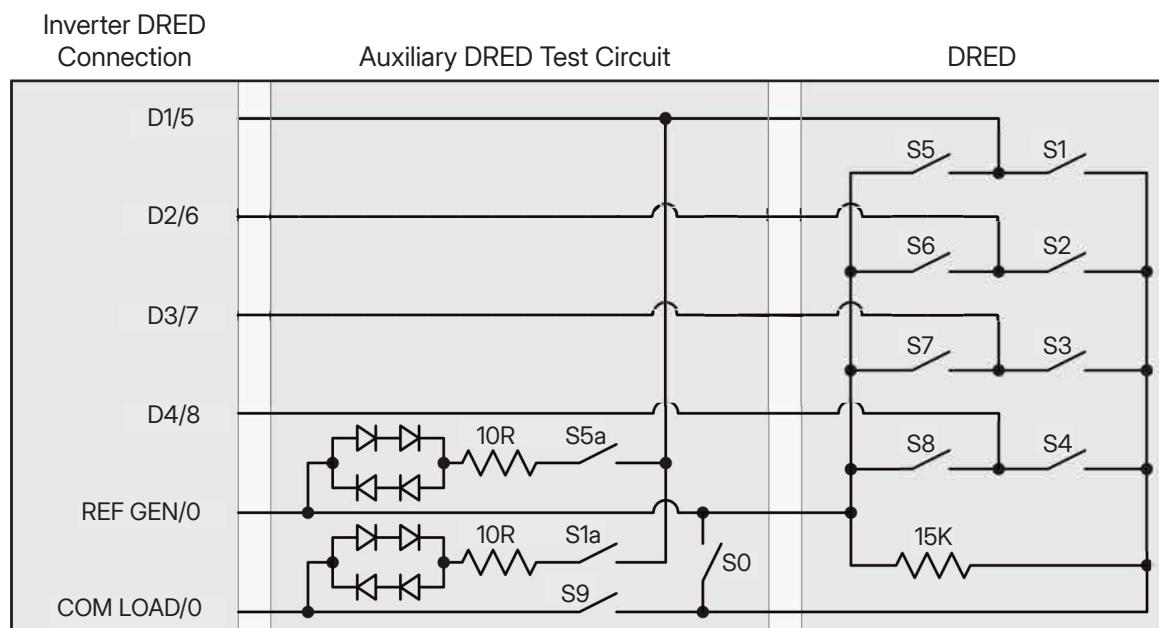 Inverter DRED
Connection
Auxiliary DRED Test Circuit
DRED
D1/5
S5
S1
D2/6
S6
S2
D3/7
S7
S3
D4/8
10R
S5a
S8
S4
REF GEN/0
10R
S1a
S0
15K
S9
COM LOAD/0